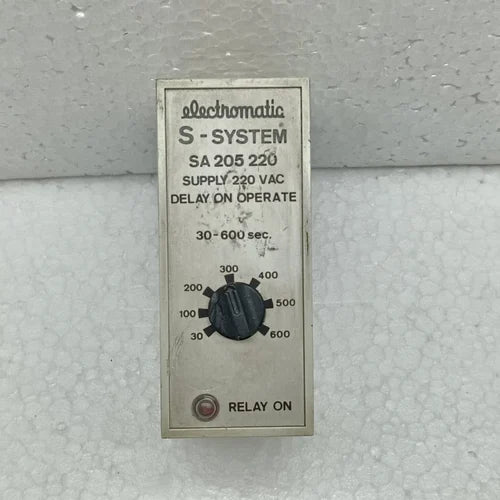 electromatic
S-SYSTEM
SA 205 220
SUPPLY 220 VAC
DELAY ON OPERATE
30-600 sec.
300
200 400
100 500
30 600
RELAY ON